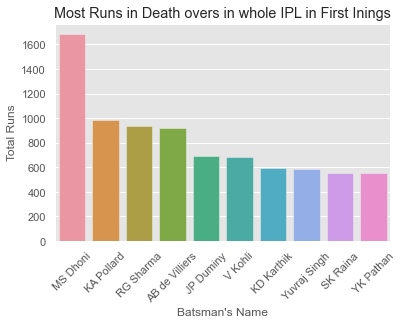 Most Runs in Death overs in whole IPL in First Inings
Total Runs
1600
1400
1200
1000
800
600
400
200
0
MS Dhoni
KA Pollard
RG Sharma
AB de Villiers
JP Duminy
V Kohli
KD Karthik
Yuvraj Singh
SK Raina
YK Pathan
Batsman's Name